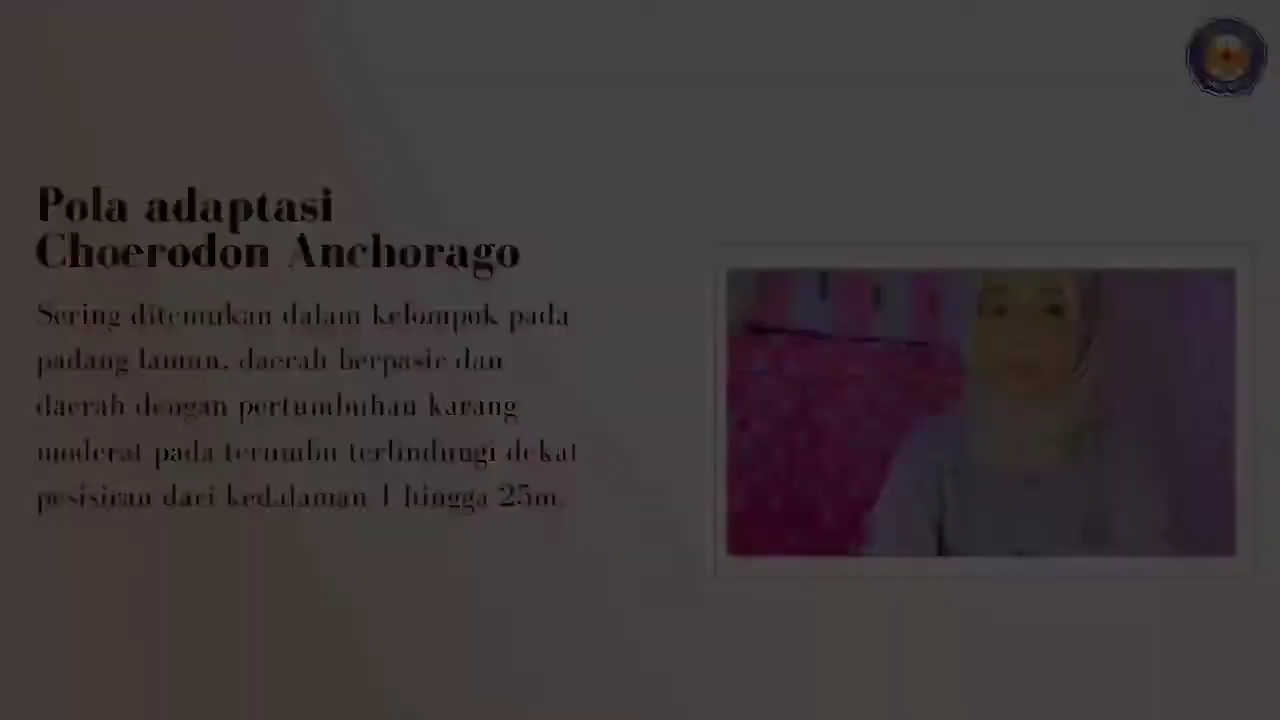 Pola adaptasi
Choerodon Anchorago
Sering ditemukan dalam kelompok pada
padang lamun, daerah berpasir dan
daerah dengan pertumbuhan karang
moderat pada terumbu terlindungi dekat
pesisiran dari kedalaman 1 hingga 25m.